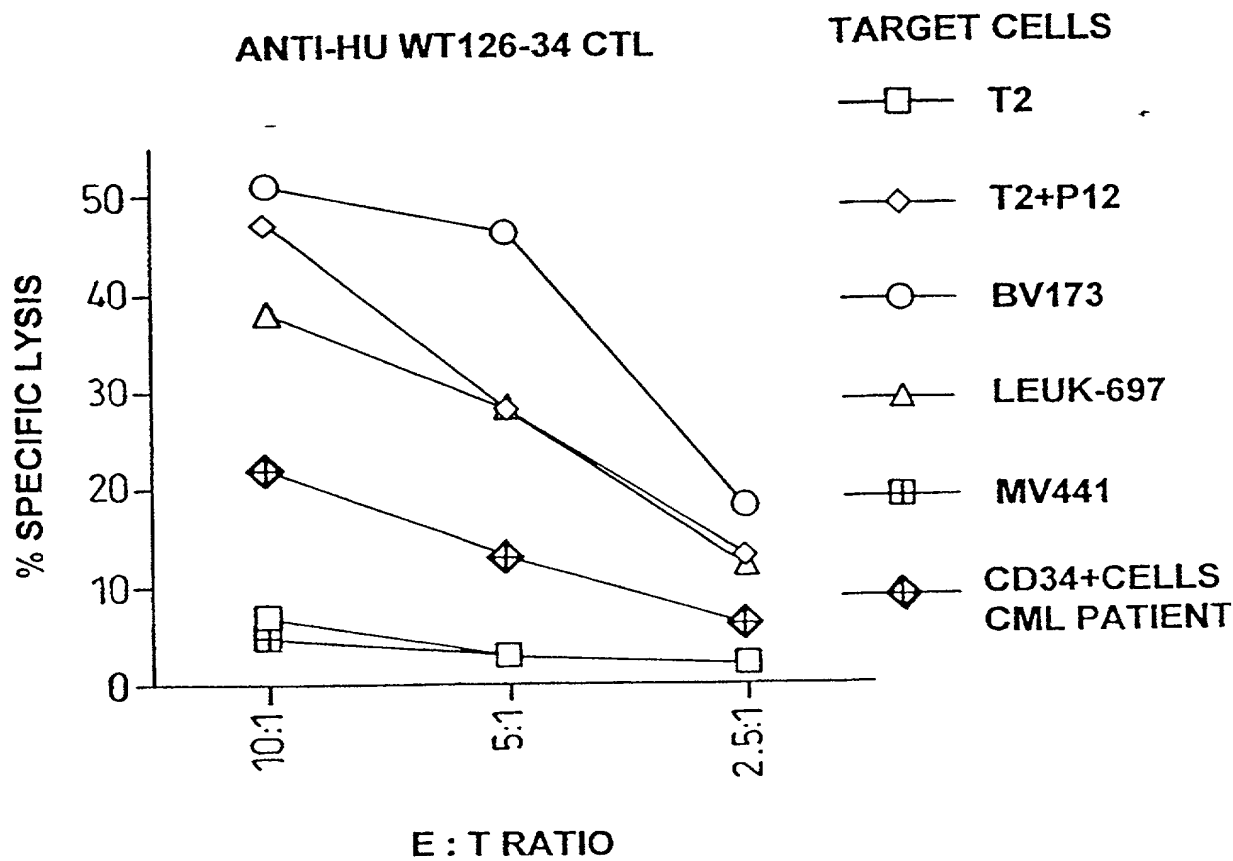 ANTI-HU WT126-34 CTL
TARGET CELLS
T2
T2+P12
BV173
LEUK-697
MV441
CD34+CELLS
CML PATIENT
% SPECIFIC LYSIS
50
40
30
20
10
0
10:1
5:1
2.5:1
E : T RATIO